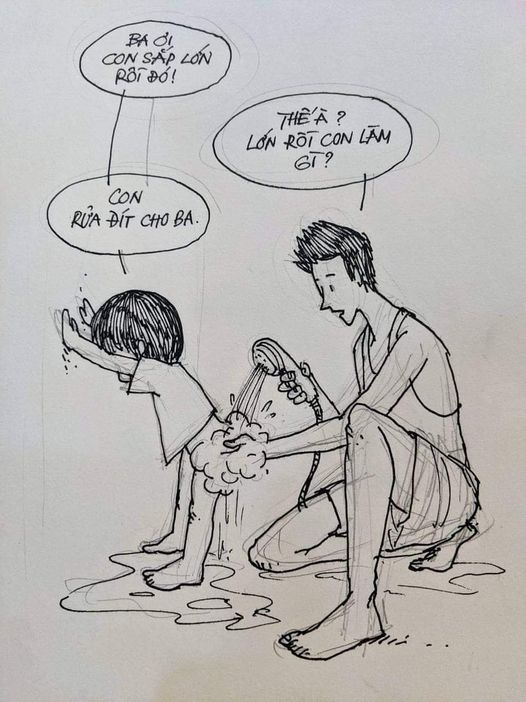 BA ƠI
CON SẮP LỚN
RỒI ĐÓ!
THẾ À?
LỚN RỒI CON LÀM
GÌ?
CON
RỬA ĐÍT CHO BA.